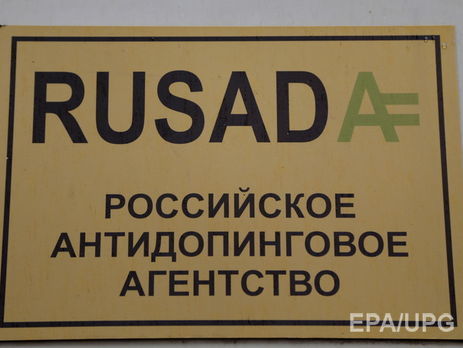 RUSADA
РОССИЙСКОЕ
АНТИДОПИНГОВОЕ
АГЕНТСТВО
EPA/UPG